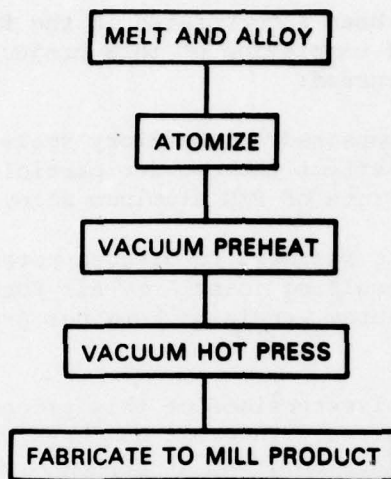 MELT AND ALLOY
ATOMIZE
VACUUM PREHEAT
VACUUM HOT PRESS
FABRICATE TO MILL PRODUCT